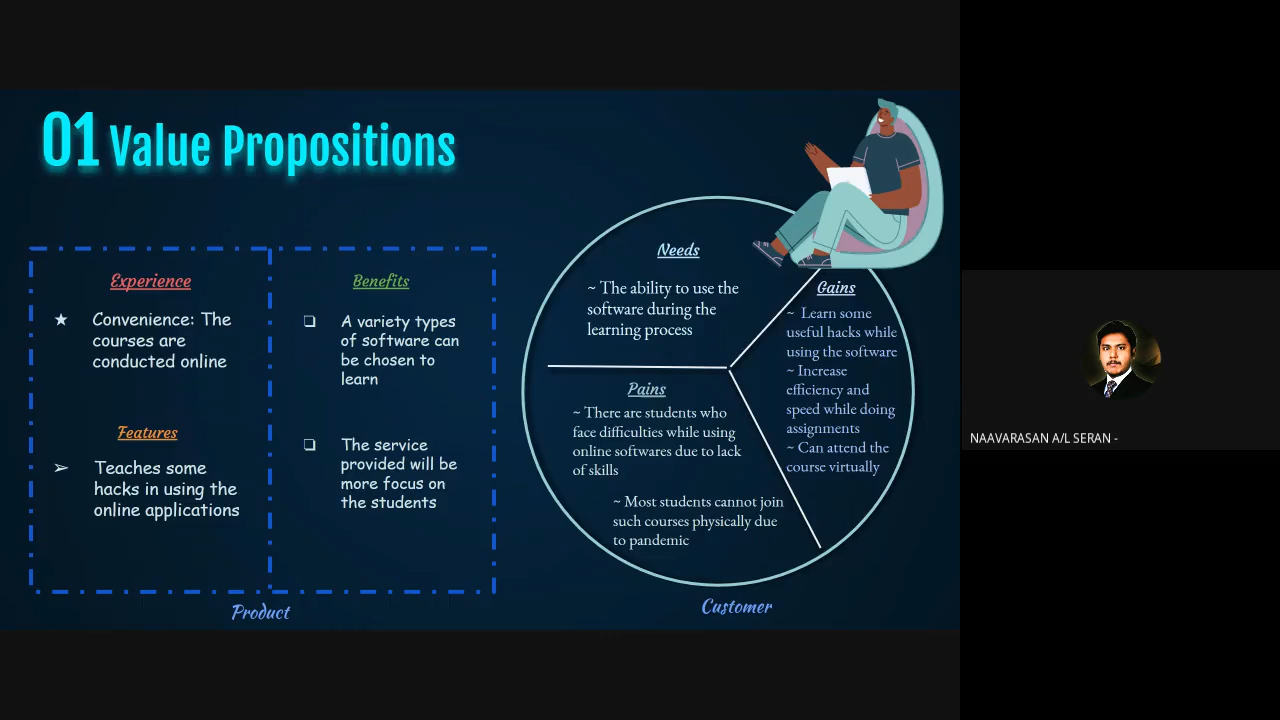 01 Value Propositions
Experience
★ Convenience: The
courses are
conducted online
Features
➢ Teaches some
hacks in using the
online applications
Benefits
❏ A variety types
of software can
be chosen to
learn
❏ The service
provided will be
more focus on
the students
Product
Needs
~ The ability to use the
software during the
learning process
Pains
~ There are students who
face difficulties while using
online softwares due to lack
of skills
~ Most students cannot join
such courses physically due
to pandemic
Gains
~ Learn some
useful hacks while
using the software
~ Increase
efficiency and
speed while doing
assignments
~ Can attend the
course virtually
Customer
NAAVARASAN A/L SERAN -